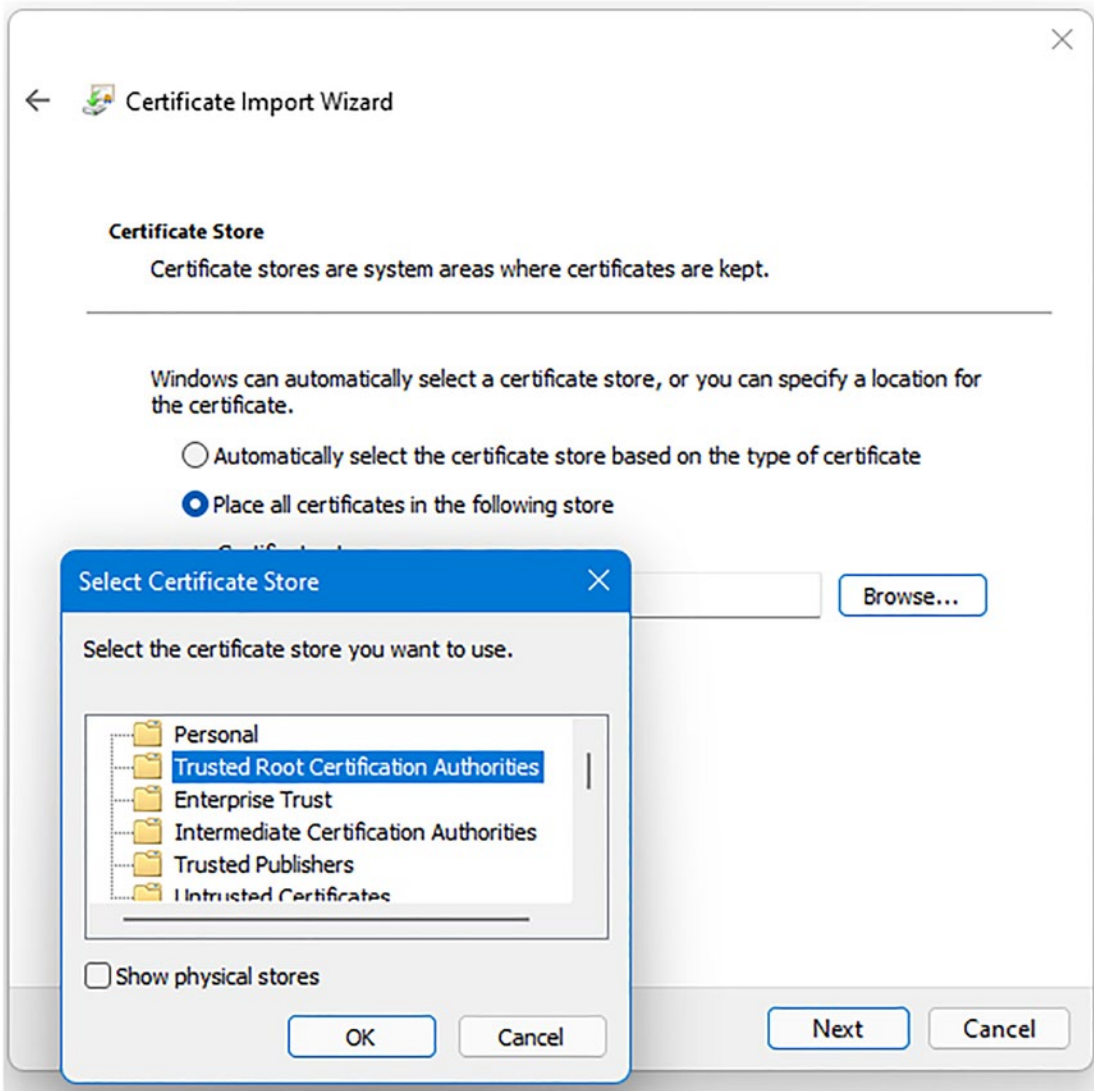 Certificate Import Wizard
Certificate Store
Certificate stores are system areas where certificates are kept.
Windows can automatically select a certificate store, or you can specify a location for
the certificate.
Automatically select the certificate store based on the type of certificate
Place all certificates in the following store
Browse...
Select Certificate Store
Select the certificate store you want to use.
Personal
Trusted Root Certification Authorities
Enterprise Trust
Intermediate Certification Authorities
Trusted Publishers
Untrusted Certificates
Show physical stores
OK
Cancel
Next
Cancel